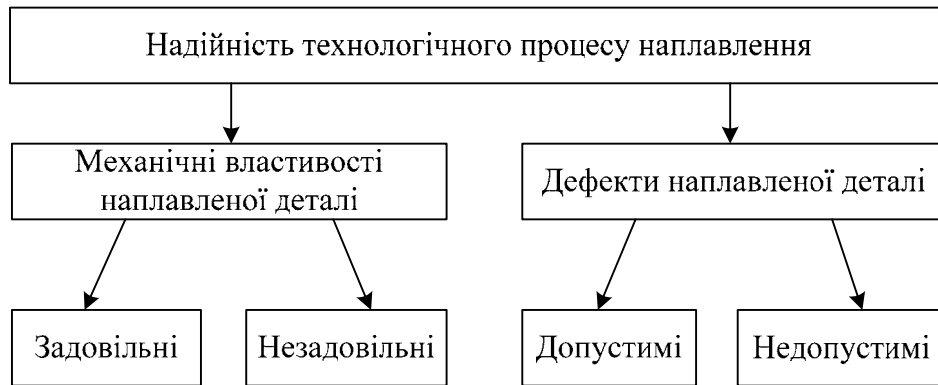 Надійність технологічного процесу наплавлення
Механічні властивості
наплавленої деталі
Дефекти наплавленої деталі
Задовільні
Незадовільні
Допустимі
Недопустимі